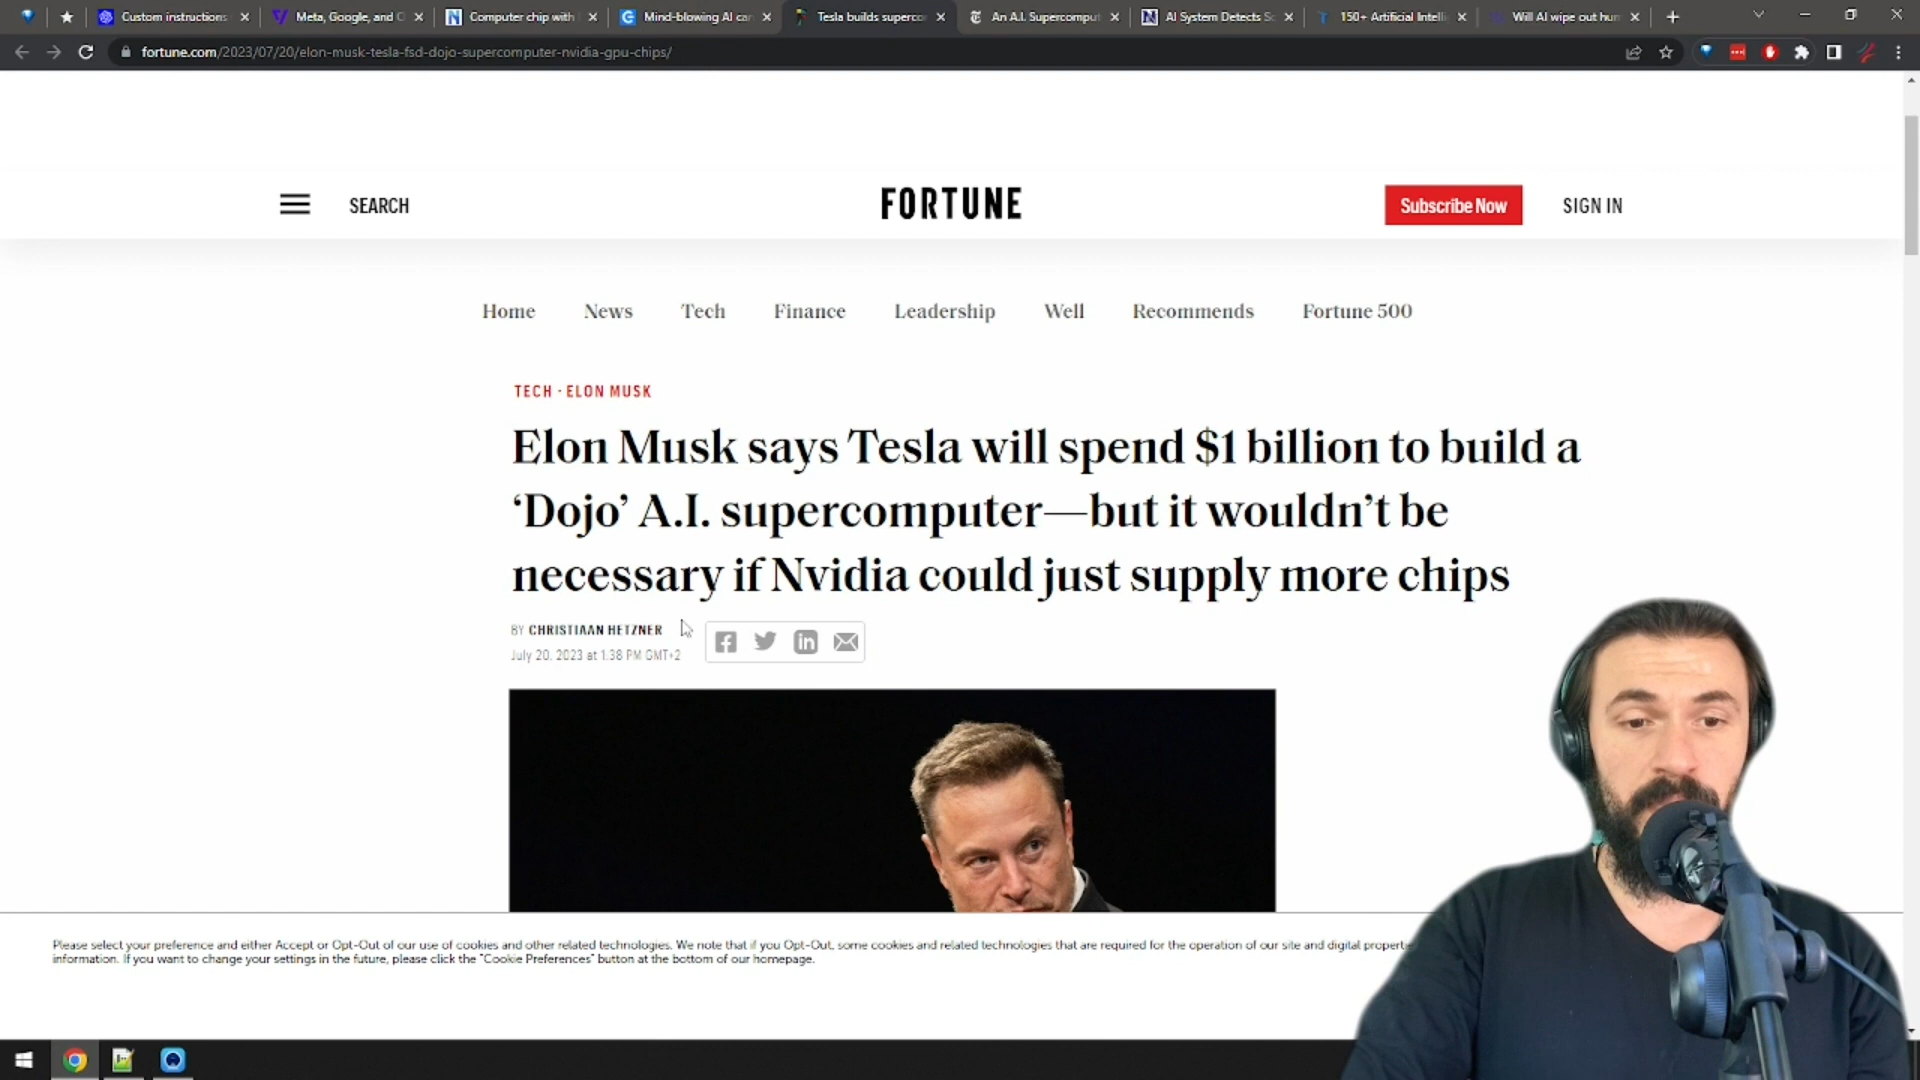 Custom instructions
Meta, Google, and O
Computer chip with
Mind-blowing AI car
Tesla builds superco
An A.I. Supercomput
AI System Detects Sc
150+ Artificial Intelli
Will AI wipe out hum
fortune.com/2023/07/20/elon-musk-tesla-fsd-dojo-supercomputer-nvidia-gpu-chips/
SEARCH
FORTUNE
Subscribe Now
SIGN IN
Home News Tech Finance Leadership Well Recommends Fortune 500
TECH · ELON MUSK
Elon Musk says Tesla will spend $1 billion to build a
‘Dojo’ A.I. supercomputer—but it wouldn’t be
necessary if Nvidia could just supply more chips
BY CHRISTIAAN HETZNER
July 20, 2023 at 1:38 PM GMT+2
Please select your preference and either Accept or Opt-Out of our use of cookies and other related technologies. We note that if you Opt-Out, some cookies and related technologies that are required for the operation of our site and digital
information. If you want to change your settings in the future, please click the "Cookie Preferences" button at the bottom of our homepage.